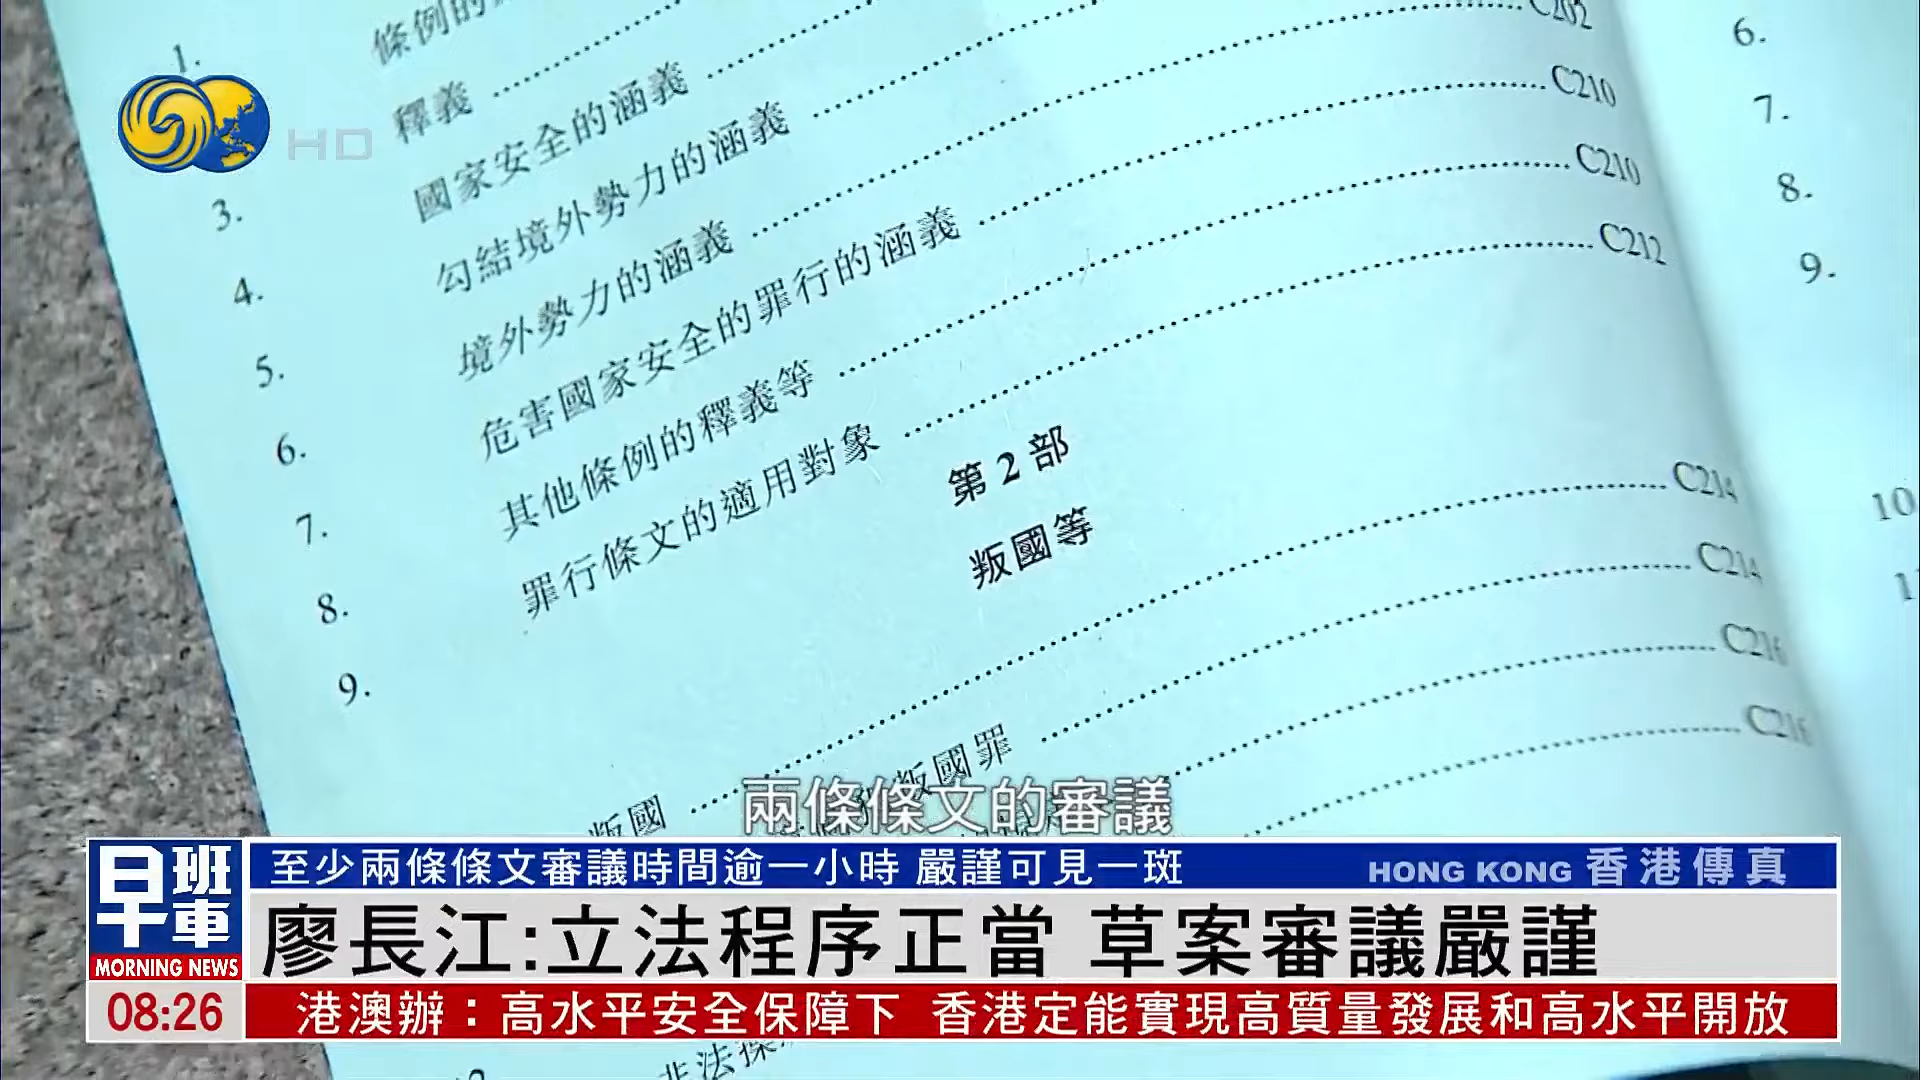 1.
條例的
釋義
C202
3.
國家安全的涵義
C210
4.
勾結境外勢力的涵義
C210
5.
境外勢力的涵義
C212
6.
危害國家安全的罪行的涵義
7.
其他條例的釋義等
8.
罪行條文的適用對象
9.
第2部
叛國等
C214
C214
C216
C216
叛國
叛國罪
6.
7.
8.
9.
10
HD
兩條條文的審議
早班車
MORNING NEWS
至少兩條條文審議時間逾一小時 嚴謹可見一斑
HONG KONG 香港傳真
廖長江:立法程序正當 草案審議嚴謹
08:26
港澳辦：高水平安全保障下 香港定能實現高質量發展和高水平開放
非法操